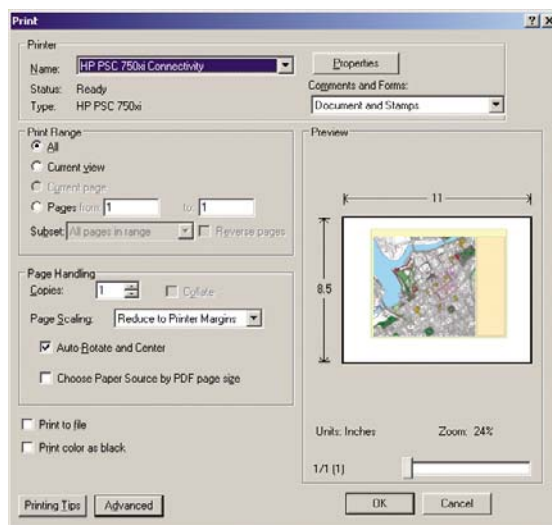 Print
Printer
Name: HP PSC 750xi Connectivity Properties
Status: Ready Comments and Forms:
Type: HP PSC 750xi Document and Stamps
Print Range
All
Current view
Current page
Pages from: 1 to: 1
Subset: All pages in range Reverse pages
Page Handling
Copies: 1 Collate
Page Scaling: Reduce to Printer Margins
Auto Rotate and Center
Choose Paper Source by PDF page size
Print to file
Print color as black
Printing Tips Advanced
Preview
11
8.5
Units: Inches Zoom: 24%
1/1 (1)
OK Cancel